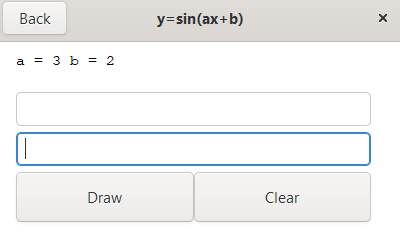 Back
y=sin(ax+b)
×
a = 3 b = 2
Draw
Clear